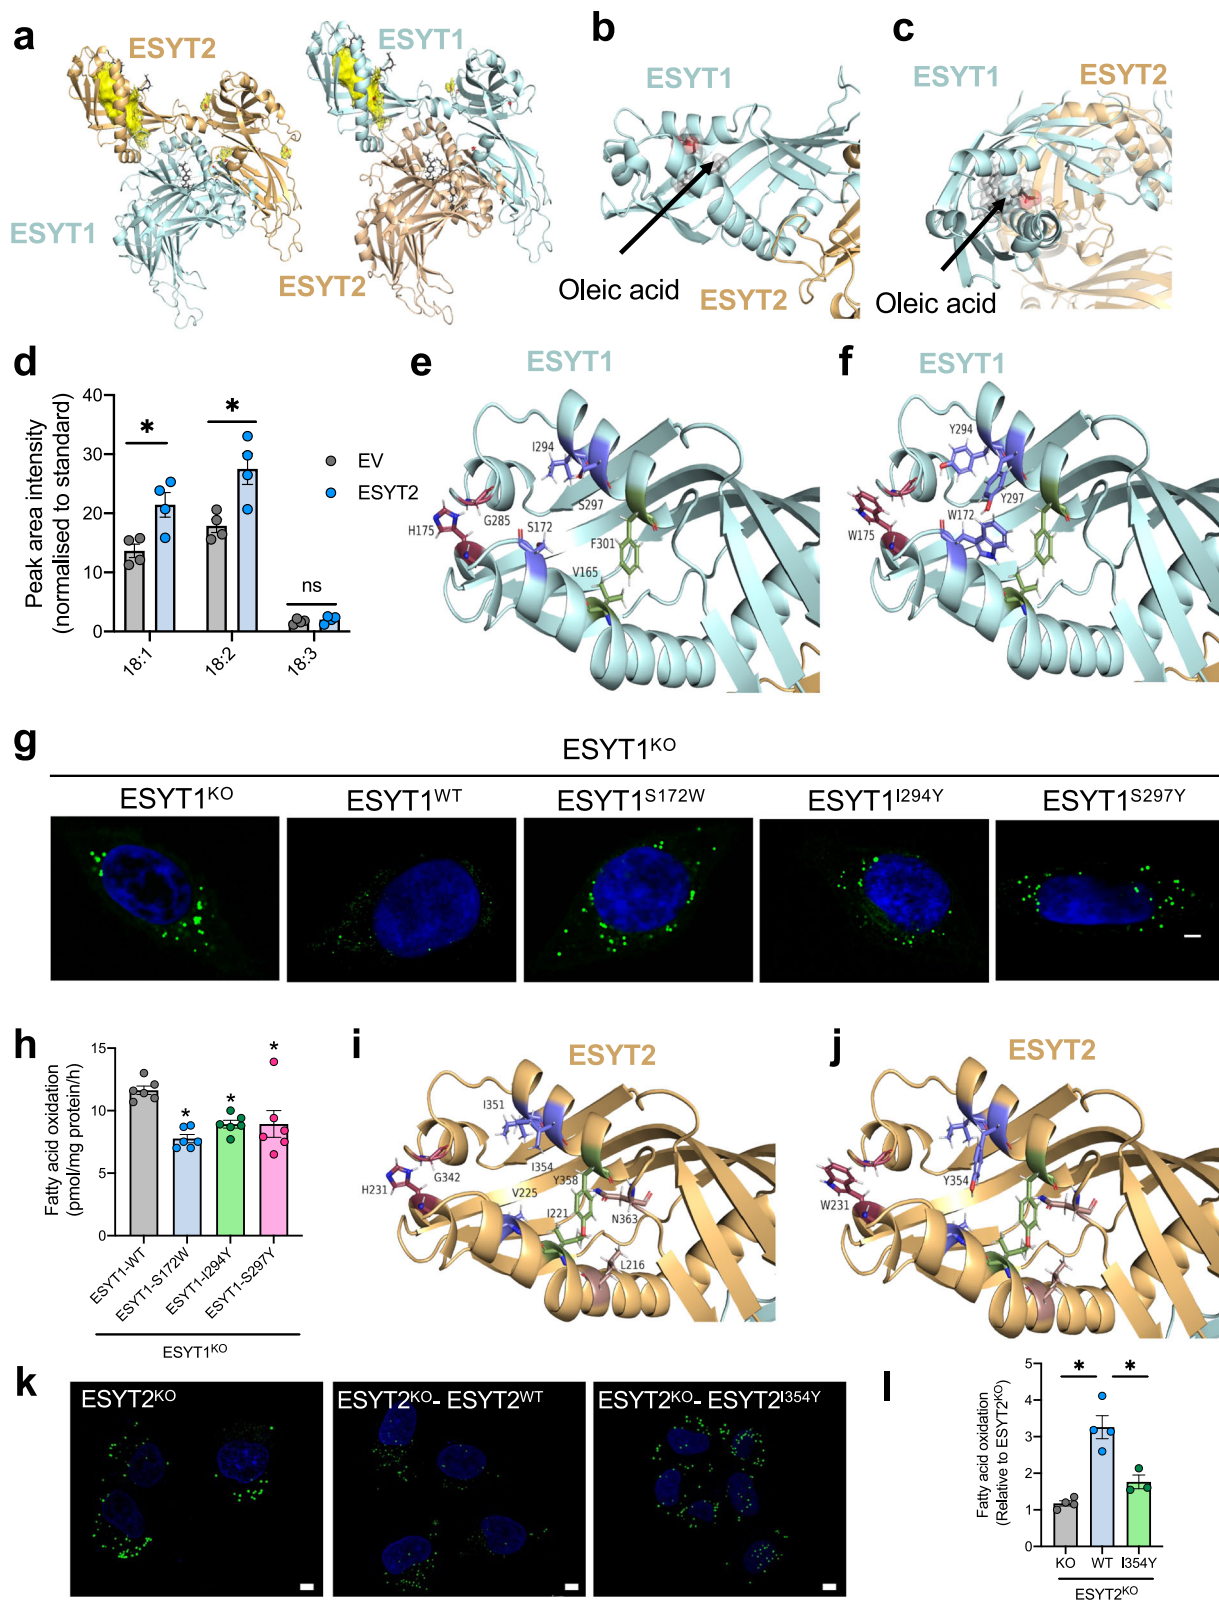 a
ESYT2
ESYT1
ESYT1
ESYT2
b
ESYT1
Oleic acid
ESYT2
c
ESYT1
ESYT2
Oleic acid
d
Peak area intensity
(normalised to standard)
40
30
20
10
0
*
*
ns
EV
ESYT2
18:1
18:2
18:3
e
ESYT1
I294
S297
G285
H175
S172
F301
V165
f
ESYT1
Y294
Y297
W172
W175
g
ESYT1KO
ESYT1KO
ESYT1WT
ESYT1S172W
ESYT1I294Y
ESYT1S297Y
h
Fatty acid oxidation
(pmol/mg protein/h)
15
10
5
0
*
*
*
ESYT1-WT
ESYT1-S172W
ESYT1-I294Y
ESYT1-S297Y
ESYT1KO
i
ESYT2
I351
I354
G342
Y358
H231
V225
I221
N363
L216
j
ESYT2
Y354
W231
k
ESYT2KO
ESYT2KO- ESYT2WT
ESYT2KO- ESYT2I354Y
l
Fatty acid oxidation
(Relative to ESYT2KO)
5
4
3
2
1
0
*
*
KO
WT
I354Y
ESYT2KO